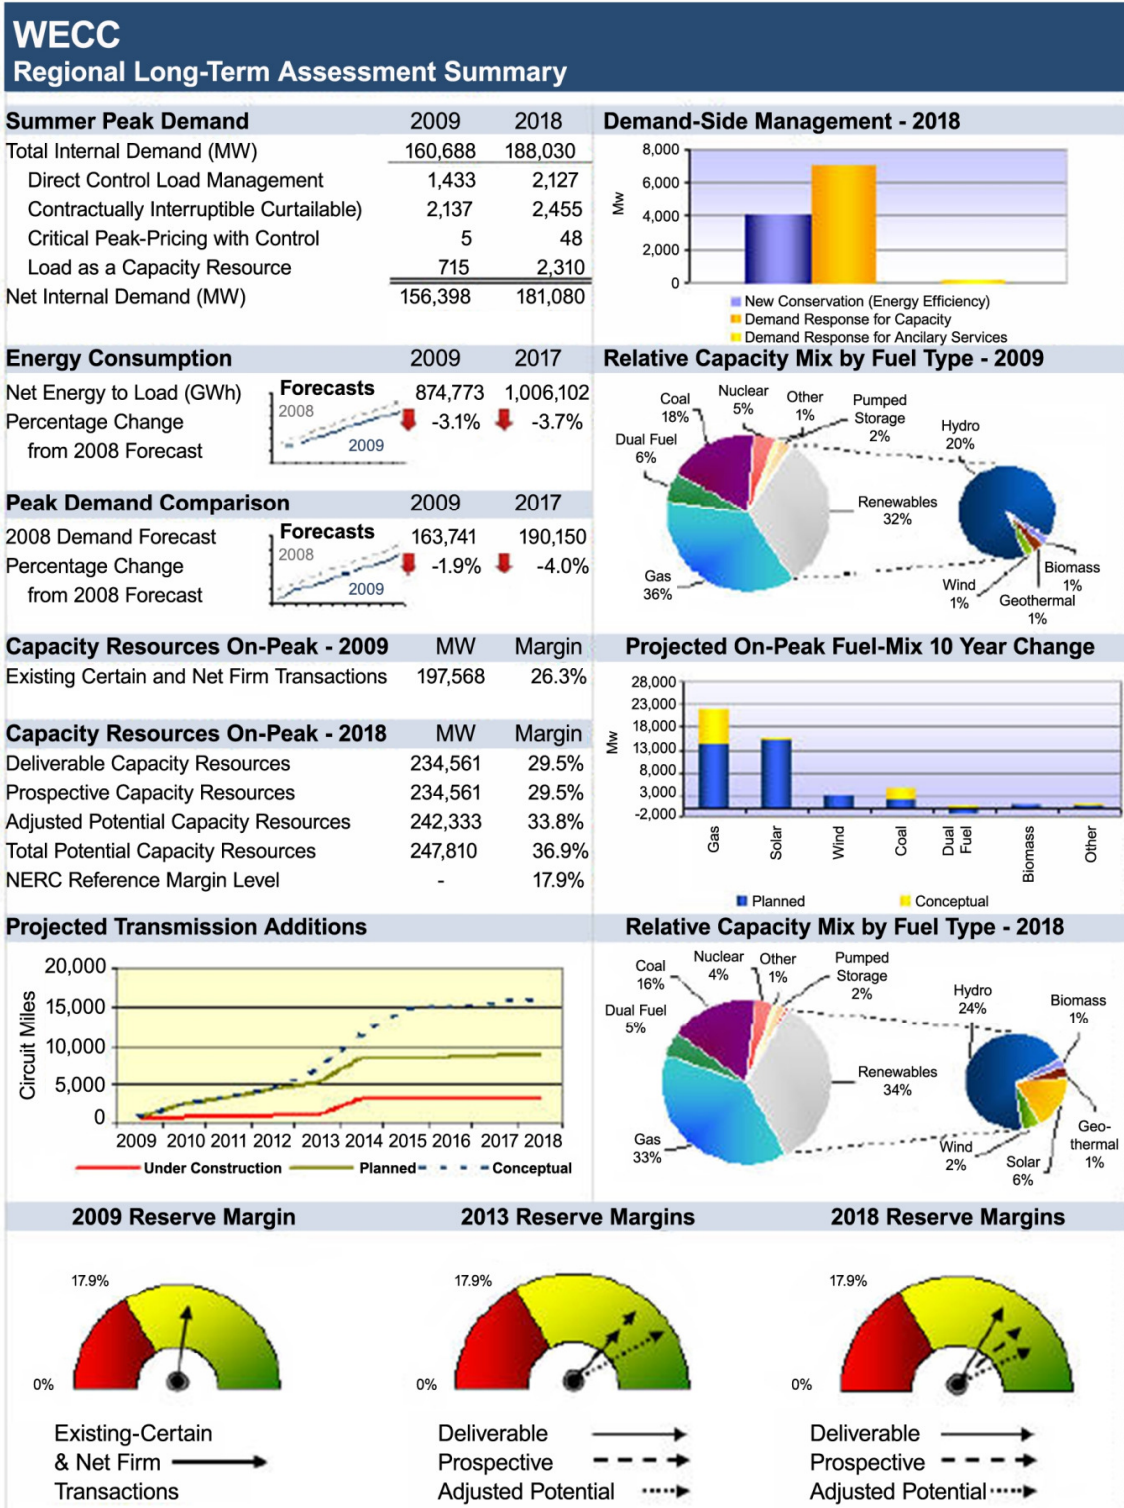 WECC
Regional Long-Term Assessment Summary
Summer Peak Demand 2009 2018
Total Internal Demand (MW) 160,688 188,030
Direct Control Load Management 1,433 2,127
Contractually Interruptible Curtailable) 2,137 2,455
Critical Peak-Pricing with Control 5 48
Load as a Capacity Resource 715 2,310
Net Internal Demand (MW) 156,398 181,080
Demand-Side Management - 2018
8,000
6,000
4,000
2,000
0
Mw
New Conservation (Energy Efficiency)
Demand Response for Capacity
Demand Response for Ancilary Services
Energy Consumption 2009 2017
Net Energy to Load (GWh) 874,773 1,006,102
Percentage Change -3.1% -3.7%
from 2008 Forecast
Forecasts
2008
2009
Peak Demand Comparison 2009 2017
2008 Demand Forecast 163,741 190,150
Percentage Change -1.9% -4.0%
from 2008 Forecast
Forecasts
2008
2009
Relative Capacity Mix by Fuel Type - 2009
Coal
18%
Nuclear
5%
Other
1%
Pumped
Storage
2%
Hydro
20%
Dual Fuel
6%
Renewables
32%
Gas
36%
Wind
1%
Geothermal
1%
Biomass
1%
Capacity Resources On-Peak - 2009 MW Margin
Existing Certain and Net Firm Transactions 197,568 26.3%
Capacity Resources On-Peak - 2018 MW Margin
Deliverable Capacity Resources 234,561 29.5%
Prospective Capacity Resources 234,561 29.5%
Adjusted Potential Capacity Resources 242,333 33.8%
Total Potential Capacity Resources 247,810 36.9%
NERC Reference Margin Level - 17.9%
Projected On-Peak Fuel-Mix 10 Year Change
28,000
23,000
18,000
13,000
8,000
3,000
-2,000
Mw
Gas
Solar
Wind
Coal
Dual
Fuel
Biomass
Other
Planned
Conceptual
Projected Transmission Additions
20,000
15,000
10,000
5,000
0
Circuit Miles
2009 2010 2011 2012 2013 2014 2015 2016 2017 2018
Under Construction Planned Conceptual
Relative Capacity Mix by Fuel Type - 2018
Coal
16%
Nuclear
4%
Other
1%
Pumped
Storage
2%
Hydro
24%
Biomass
1%
Dual Fuel
5%
Renewables
34%
Gas
33%
Wind
2%
Solar
6%
Geo-
thermal
1%
2009 Reserve Margin
17.9%
0%
Existing-Certain
& Net Firm
Transactions
2013 Reserve Margins
17.9%
0%
Deliverable
Prospective
Adjusted Potential
2018 Reserve Margins
17.9%
0%
Deliverable
Prospective
Adjusted Potential